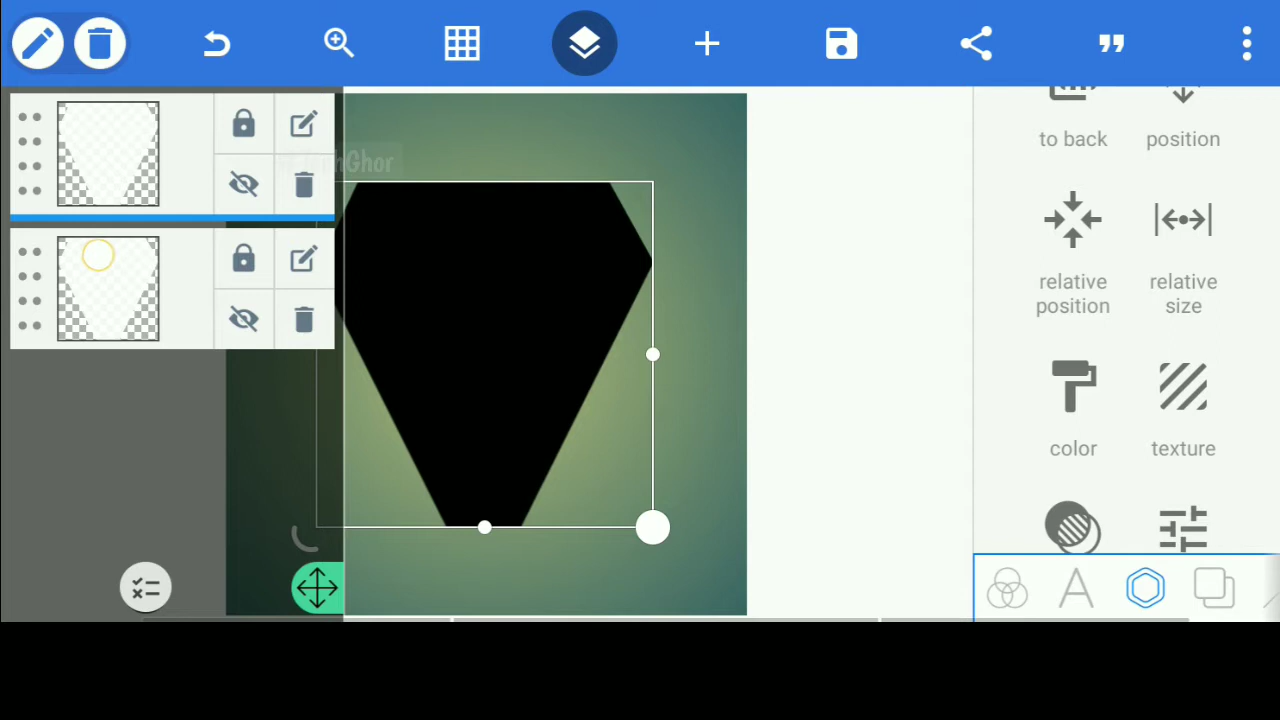 to back
position
relative
position
relative
size
color
texture